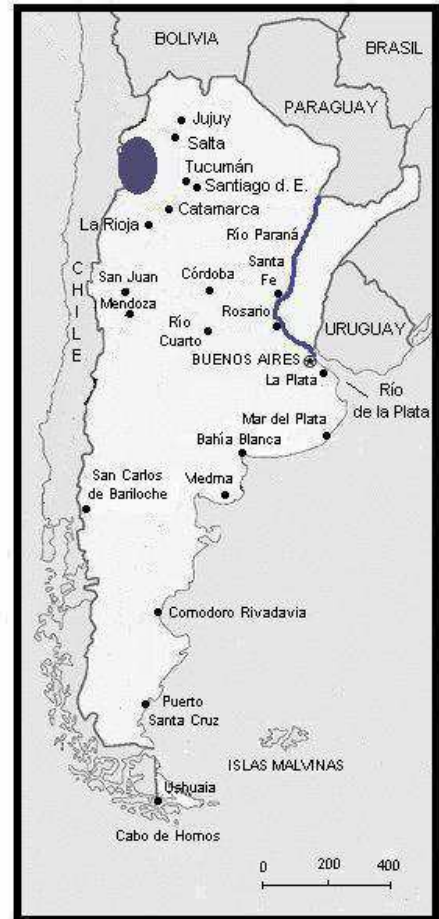 BOLIVIA
BRASIL
PARAGUAY
Jujuy
Salta
Tucumán
Santiago d. E.
Catamarca
La Rioja
Río Paraná
Santa
Fe
CHILE
San Juan
Córdoba
Mendoza
Río
Cuarto
Rosario
URUGUAY
BUENOS AIRES
La Plata
Río
de la Plata
Mar del Plata
Bahía Blanca
San Carlos
de Bariloche
Viedma
Comodoro Rivadavia
Puerto
Santa Cruz
ISLAS MALVINAS
Ushuaia
Cabo de Hornos
0 200 400